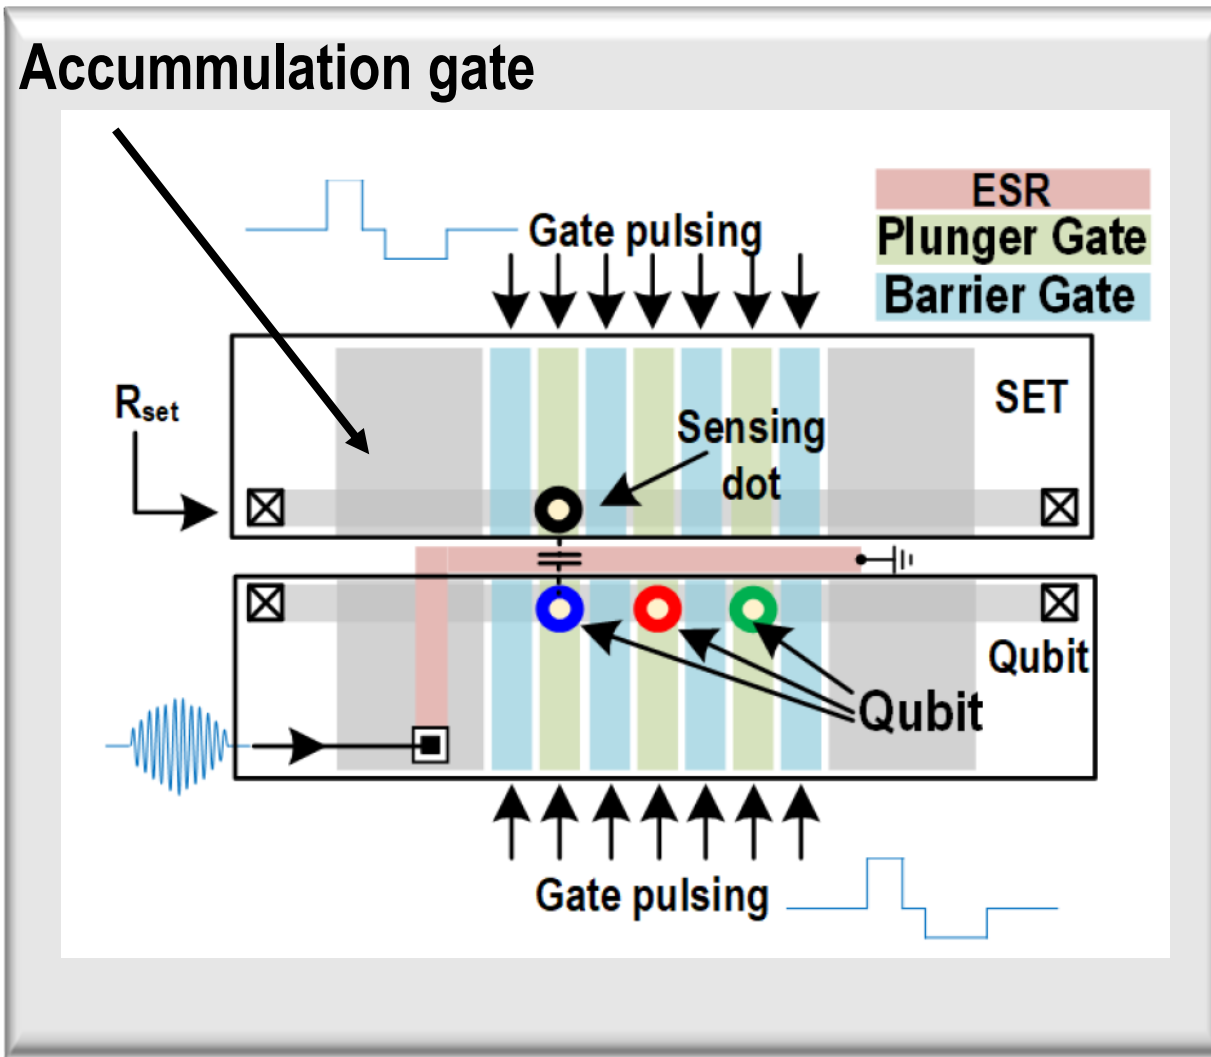 Accummulation gate
Gate pulsing
ESR
Plunger Gate
Barrier Gate
Rset
SET
Sensing
dot
Qubit
Qubit
Gate pulsing